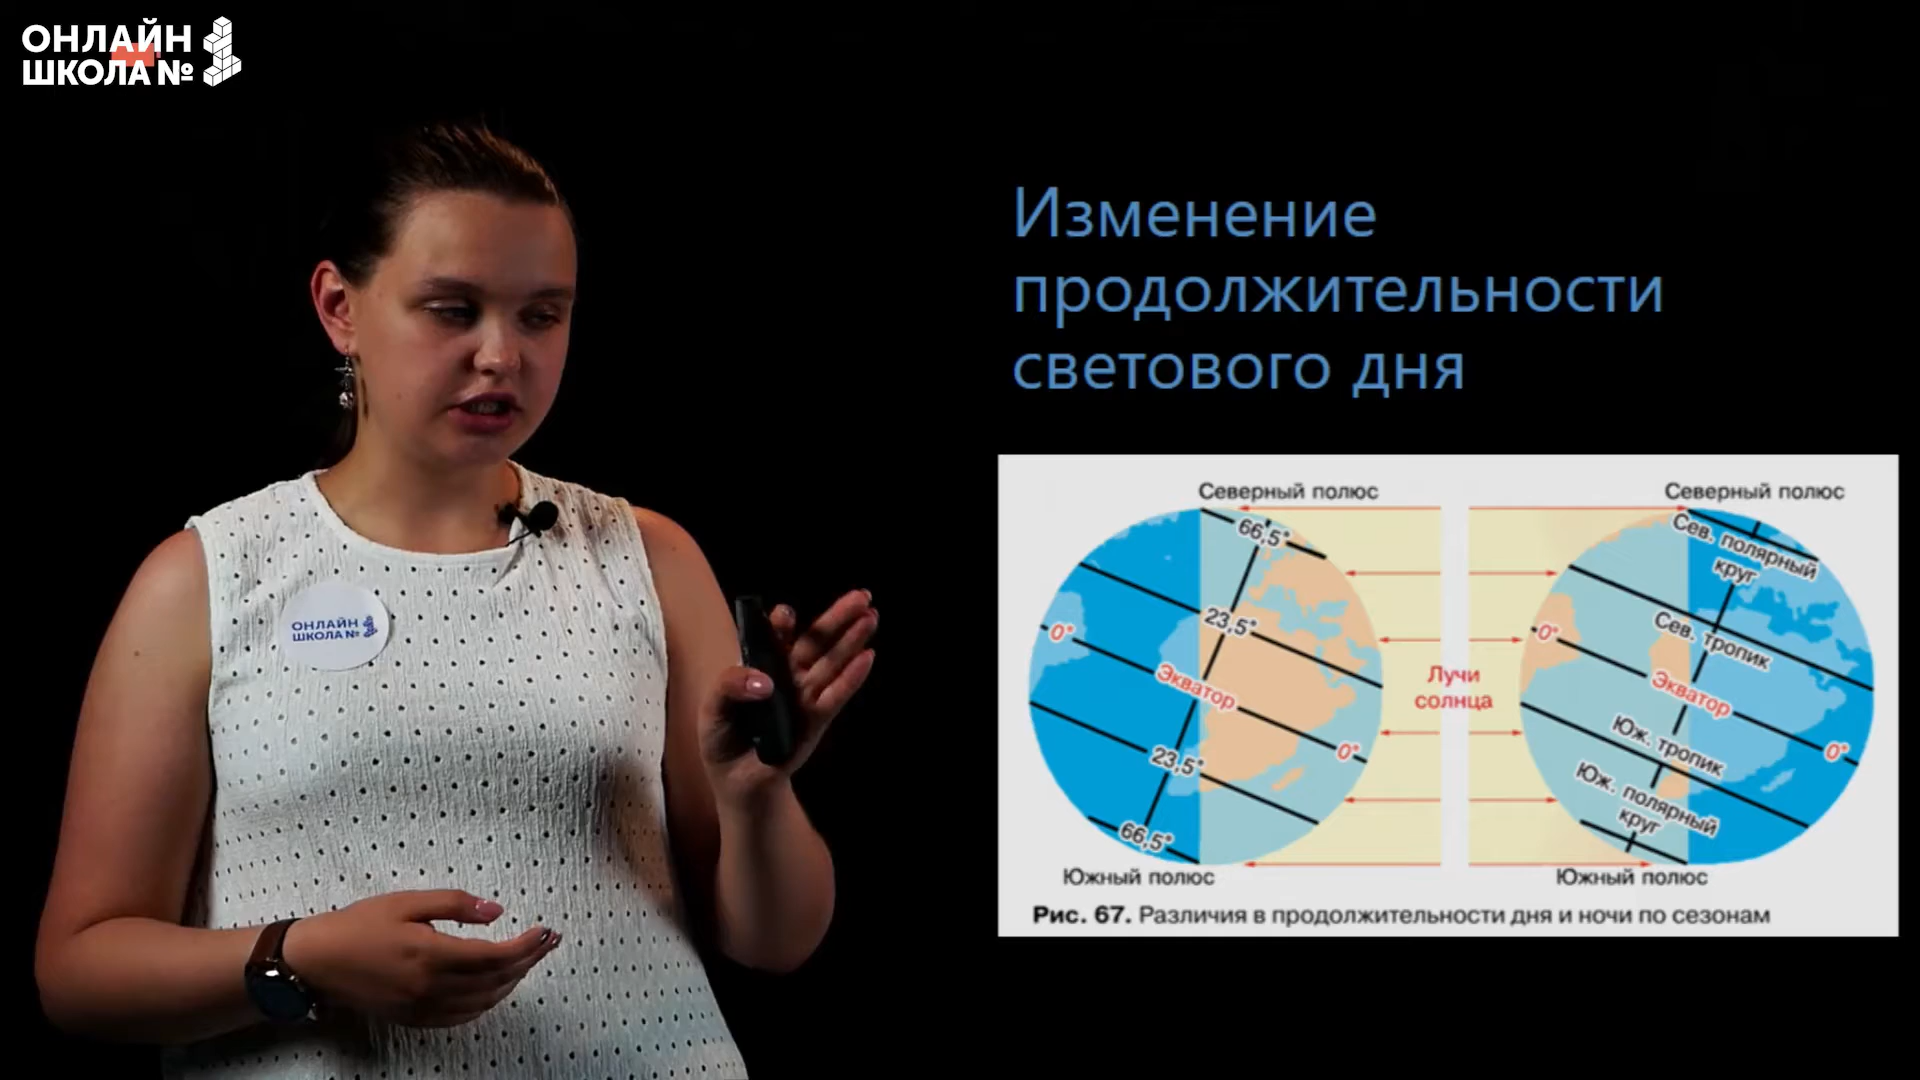 ОНЛАЙН
ШКОЛА №
Изменение
продолжительности
светового дня
ОНЛАЙН
ШКОЛА №
Северный полюс
66,5°
23,5°
0°
Экватор
0°
23,5°
66,5°
Южный полюс
Лучи
солнца
Северный полюс
Сев. полярный
круг
Сев. тропик
0°
Экватор
0°
Юж. тропик
Юж. полярный
круг
Южный полюс
Рис. 67. Различия в продолжительности дня и ночи по сезонам